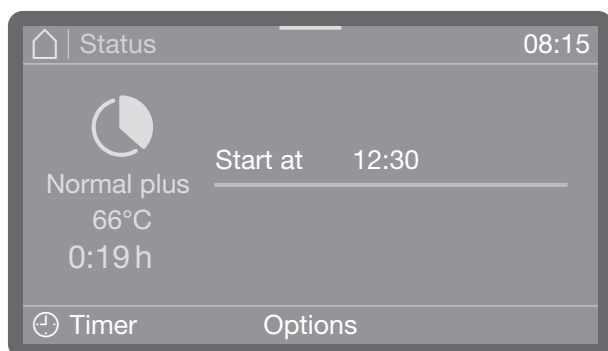 Status 08:15
Start at 12:30
Normal plus
66°C
0:19 h
Timer Options